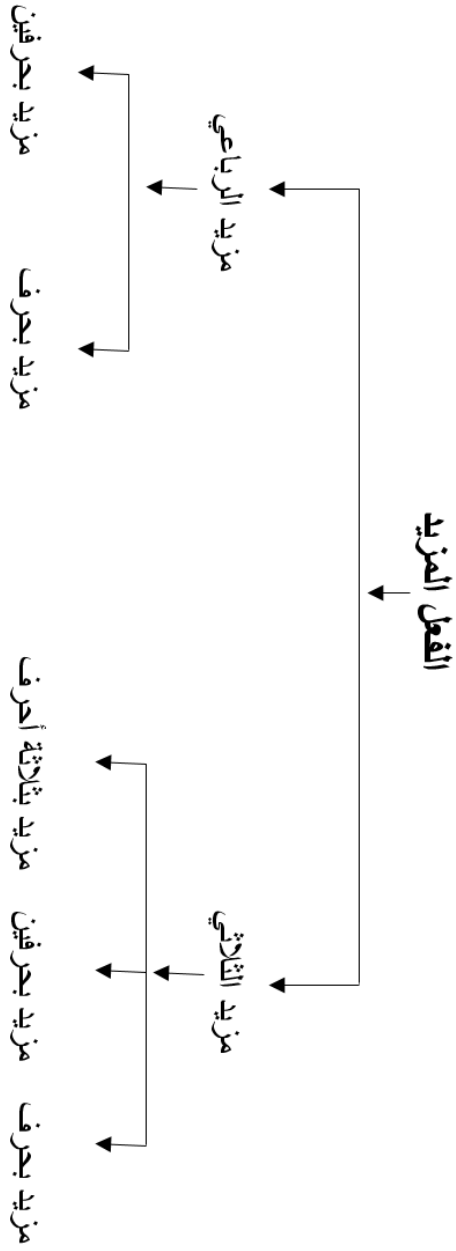 الفعل المزيد
مزيد الثلاثي
مزيد الرباعي
مزيد بحرف
مزيد بحرفين
مزيد بثلاثة أحرف
مزيد بحرف
مزيد بحرفين